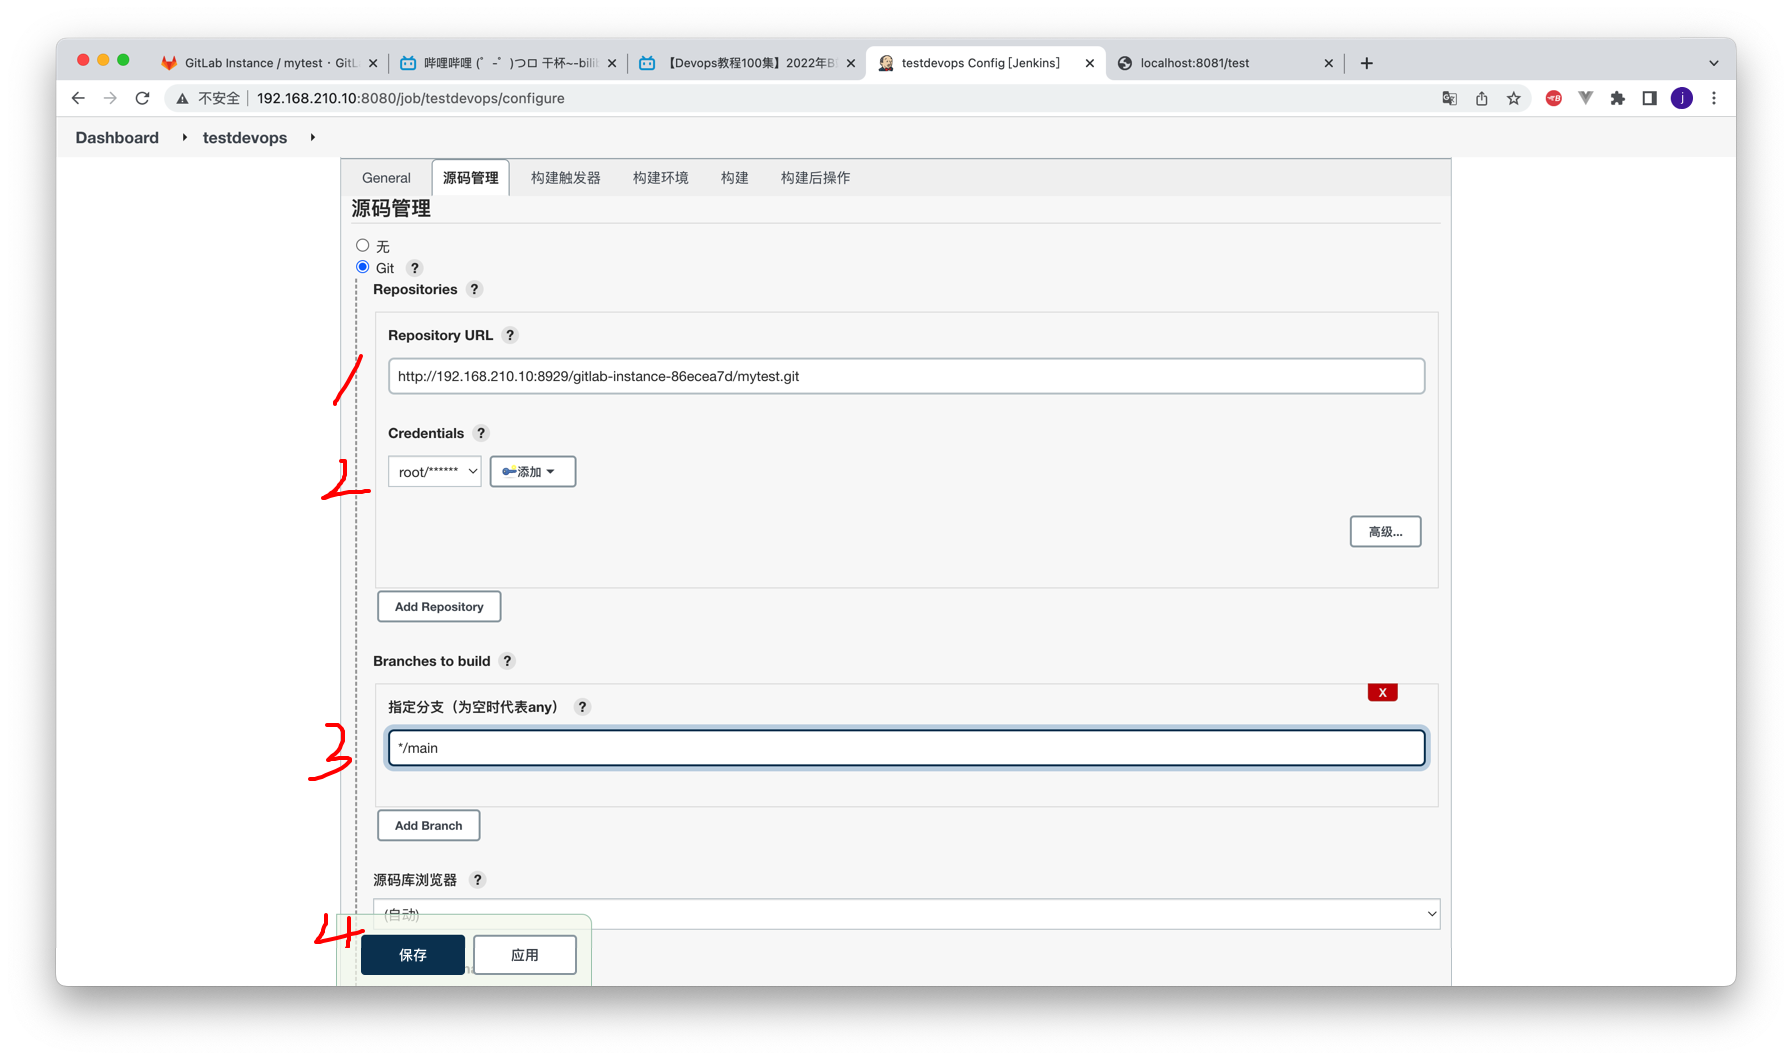 GitLab Instance / mytest · GitL
哔哩哔哩 (゜-゜)つロ 干杯~-bilib
【Devops教程100集】2022年B
testdevops Config [Jenkins]
localhost:8081/test
不安全
192.168.210.10:8080/job/testdevops/configure
j
Dashboard
testdevops
General
源码管理
构建触发器
构建环境
构建
构建后操作
源码管理
无
Git ?
Repositories ?
Repository URL ?
1
http://192.168.210.10:8929/gitlab-instance-86ecea7d/mytest.git
Credentials ?
2
root/******
添加
高级...
Add Repository
Branches to build ?
X
指定分支（为空时代表any） ?
3
*/main
Add Branch
源码库浏览器 ?
(自动)
4
保存
应用